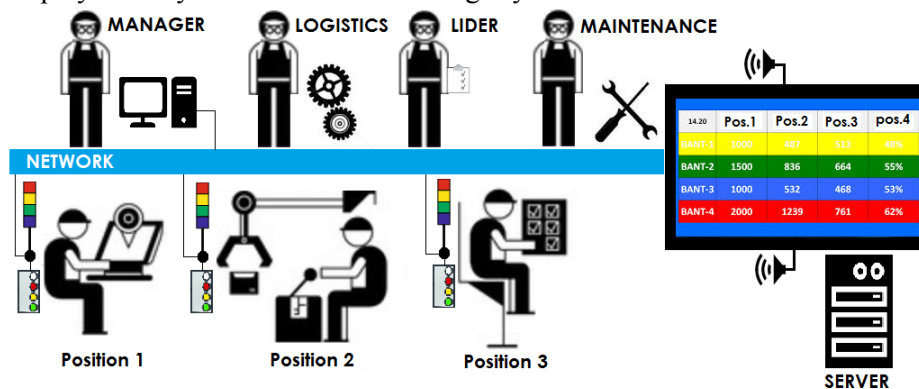 MANAGER LOGISTICS LIDER MAINTENANCE
14.20 Pos.1 Pos.2 Pos.3 pos.4
BANT-1 1000 487 513
BANT-2 1500 836 664 55%
BANT-3 1000 532 468 53%
BANT-4 2000 1239 761 62%
NETWORK
Position 1 Position 2 Position 3
SERVER